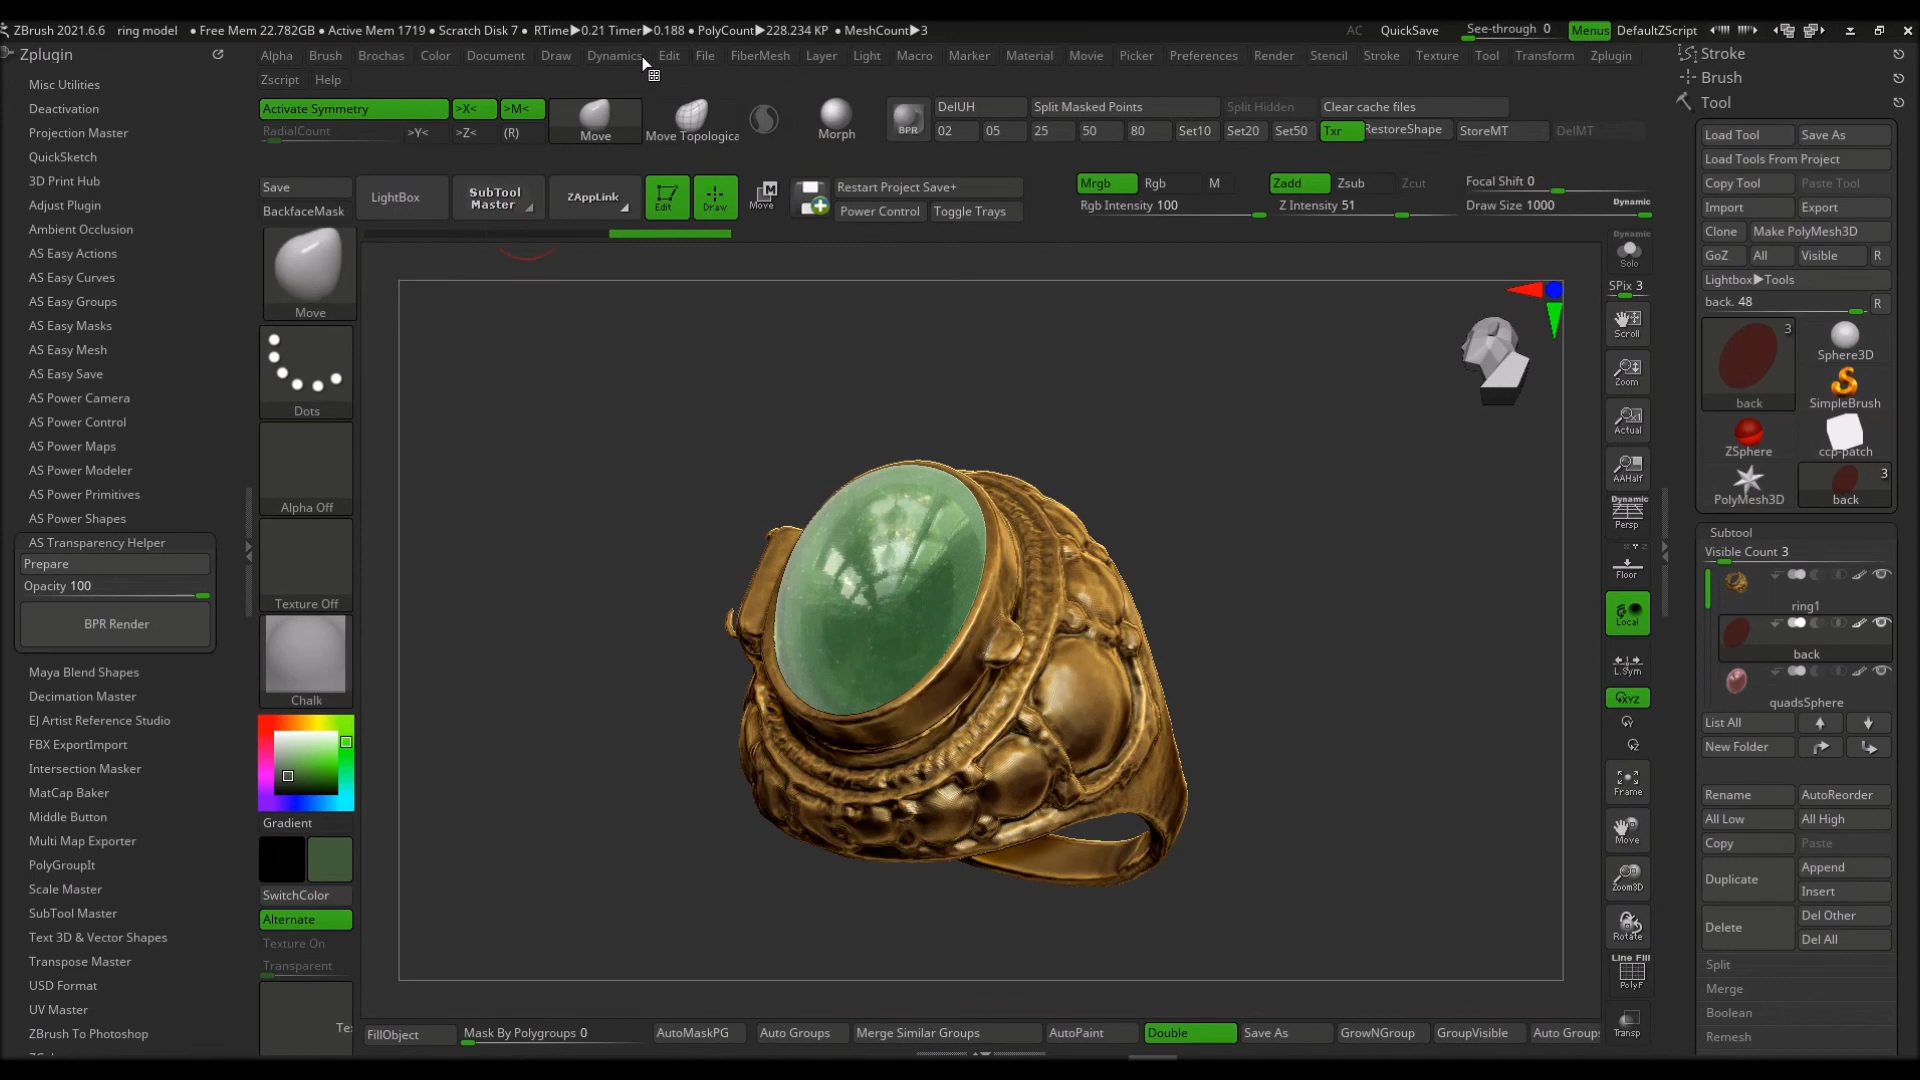 ZBrush 2021.6.6 ring model • Free Mem 22.782GB • Active Mem 1719 • Scratch Disk 7 • RTime▶0.21 Timer▶0.188 • PolyCount▶228.234 KP • MeshCount▶3 AC QuickSave See-through 0 Menus DefaultZScript
Zplugin
Alpha Brush Brochas Color Document Draw Dynamics Edit File FiberMesh Layer Light Macro Marker Material Movie Picker Preferences Render Stencil Stroke Texture Tool Transform Zplugin
Zscript Help
Misc Utilities
Deactivation
Projection Master
QuickSketch
3D Print Hub
Adjust Plugin
Ambient Occlusion
AS Easy Actions
AS Easy Curves
AS Easy Groups
AS Easy Masks
AS Easy Mesh
AS Easy Save
AS Power Camera
AS Power Control
AS Power Maps
AS Power Modeler
AS Power Primitives
AS Power Shapes
AS Transparency Helper
Prepare
Opacity 100
BPR Render
Maya Blend Shapes
Decimation Master
EJ Artist Reference Studio
FBX ExportImport
Intersection Masker
MatCap Baker
Middle Button
Multi Map Exporter
PolyGroupIt
Scale Master
SubTool Master
Text 3D & Vector Shapes
Transpose Master
USD Format
UV Master
ZBrush To Photoshop
Activate Symmetry >X< >M<
RadialCount >Y< >Z< (R)
Move
Move Topologica
Morph
BPR
DelUH Split Masked Points Split Hidden Clear cache files
02 05 25 50 80 Set10 Set20 Set50 Txr RestoreShape StoreMT DelMT
Save
BackfaceMask
LightBox
SubTool
Master
ZAppLink
Edit
Draw
Move
Restart Project Save+
Power Control Toggle Trays
Mrgb Rgb M Zadd Zsub Zcut Focal Shift 0
Rgb Intensity 100 Z Intensity 51 Draw Size 1000 Dynamic
Move
Dots
Alpha Off
Texture Off
Chalk
Gradient
SwitchColor
Alternate
Texture On
Transparent
Te
Dynamic
Solo
SPix 3
Scroll
Zoom
Actual
AAHalf
Dynamic
Persp
Floor
Local
L.Sym
XYZ
Frame
Move
Zoom3D
Rotate
Line Fill
PolyF
Transp
FillObject Mask By Polygroups 0 AutoMaskPG Auto Groups Merge Similar Groups AutoPaint Double Save As GrowNGroup GroupVisible Auto Group
Stroke
Brush
Tool
Load Tool Save As
Load Tools From Project
Copy Tool Paste Tool
Import Export
Clone Make PolyMesh3D
GoZ All Visible R
Lightbox▶Tools
back. 48 R
3
back
Sphere3D
SimpleBrush
ZSphere
ccp-patch
PolyMesh3D
3
back
Subtool
Visible Count 3
ring1
back
quadsSphere
List All
New Folder
Rename AutoReorder
All Low All High
Copy Paste
Duplicate
Append
Insert
Delete
Del Other
Del All
Split
Merge
Boolean
Remesh